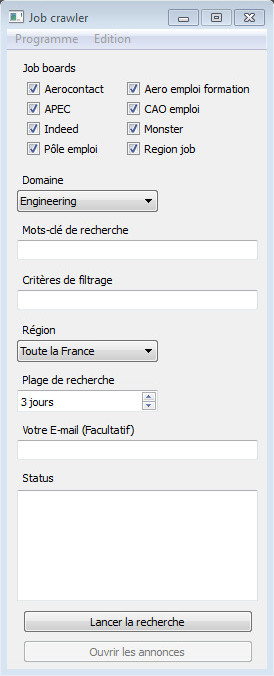 Job crawler
Programme Edition
Job boards
Aerocontact Aero emploi formation
APEC CAO emploi
Indeed Monster
Pôle emploi Region job
Domaine
Engineering
Mots-clé de recherche
Critères de filtrage
Région
Toute la France
Plage de recherche
3 jours
Votre E-mail (Facultatif)
Status
Lancer la recherche
Ouvrir les annonces